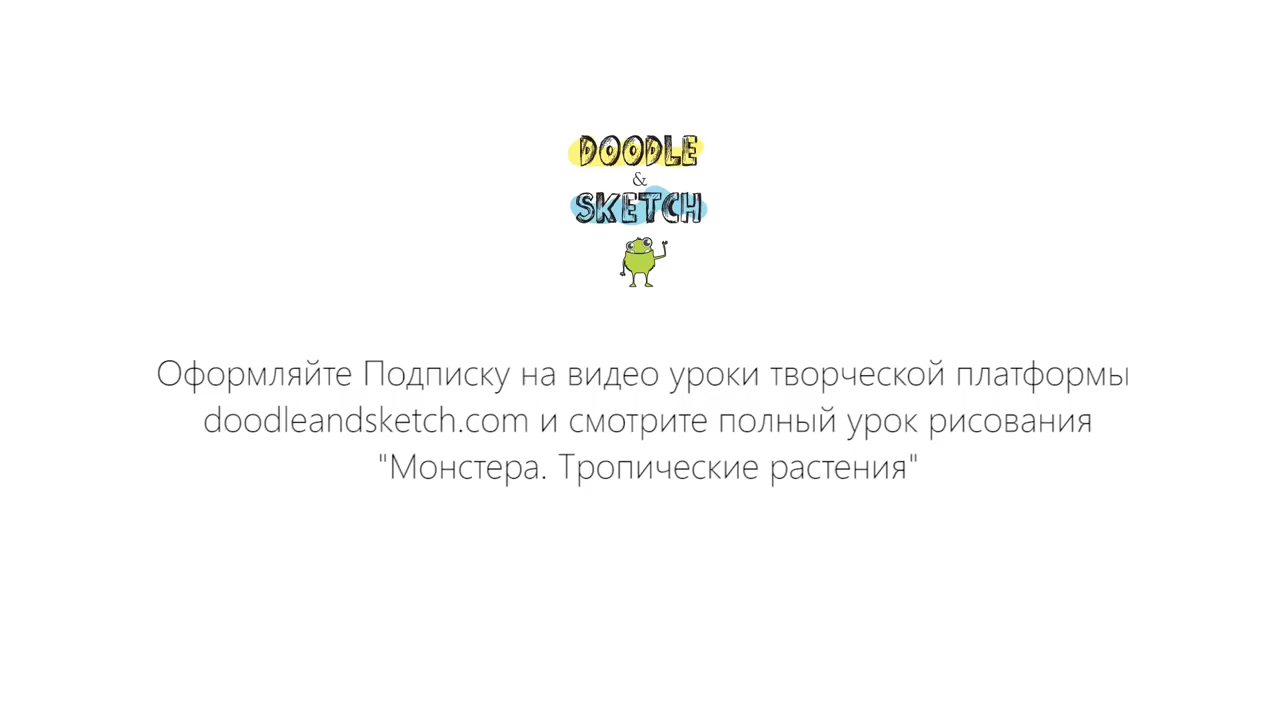 DOODLE
&
SKETCH
Оформляйте Подписку на видео уроки творческой платформы
doodleandsketch.com и смотрите полный урок рисования
"Монстера. Тропические растения"